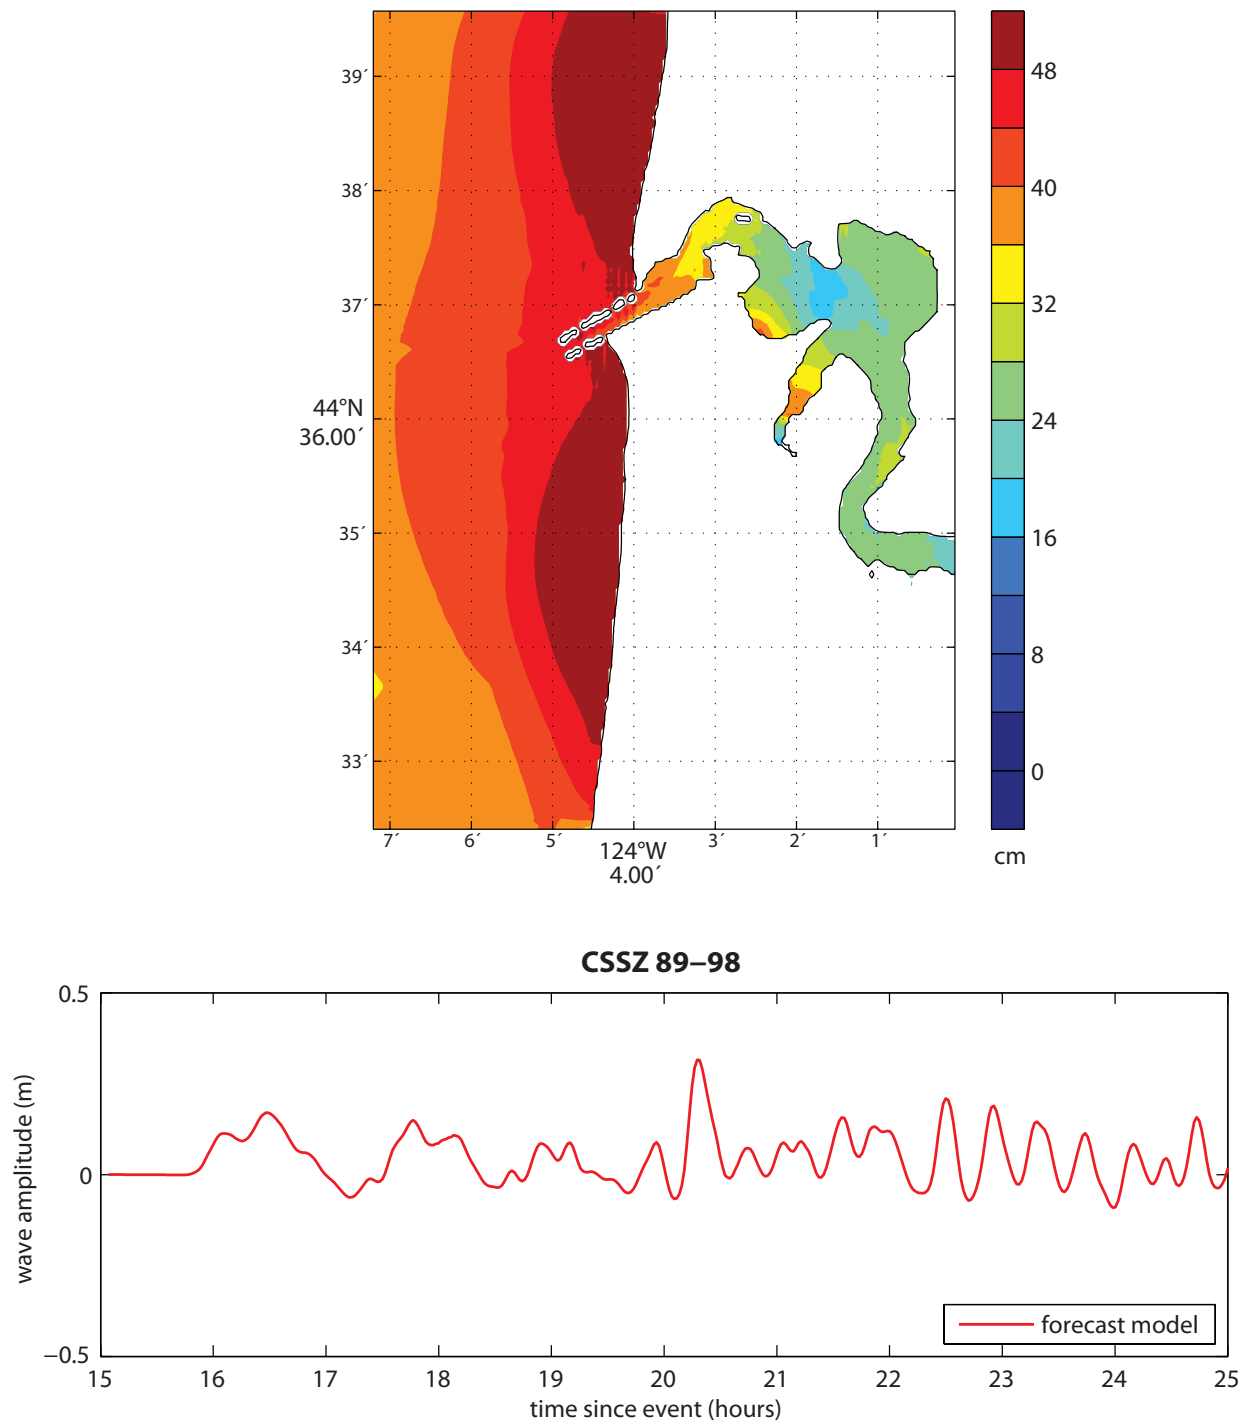 39´
38´
37´
44°N
36.00´
35´
34´
33´
7´ 6´ 5´ 124°W 3´ 2´ 1´
4.00´
48
40
32
24
16
8
0
cm
CSSZ 89–98
wave amplitude (m)
0.5
0
−0.5
forecast model
15 16 17 18 19 20 21 22 23 24 25
time since event (hours)